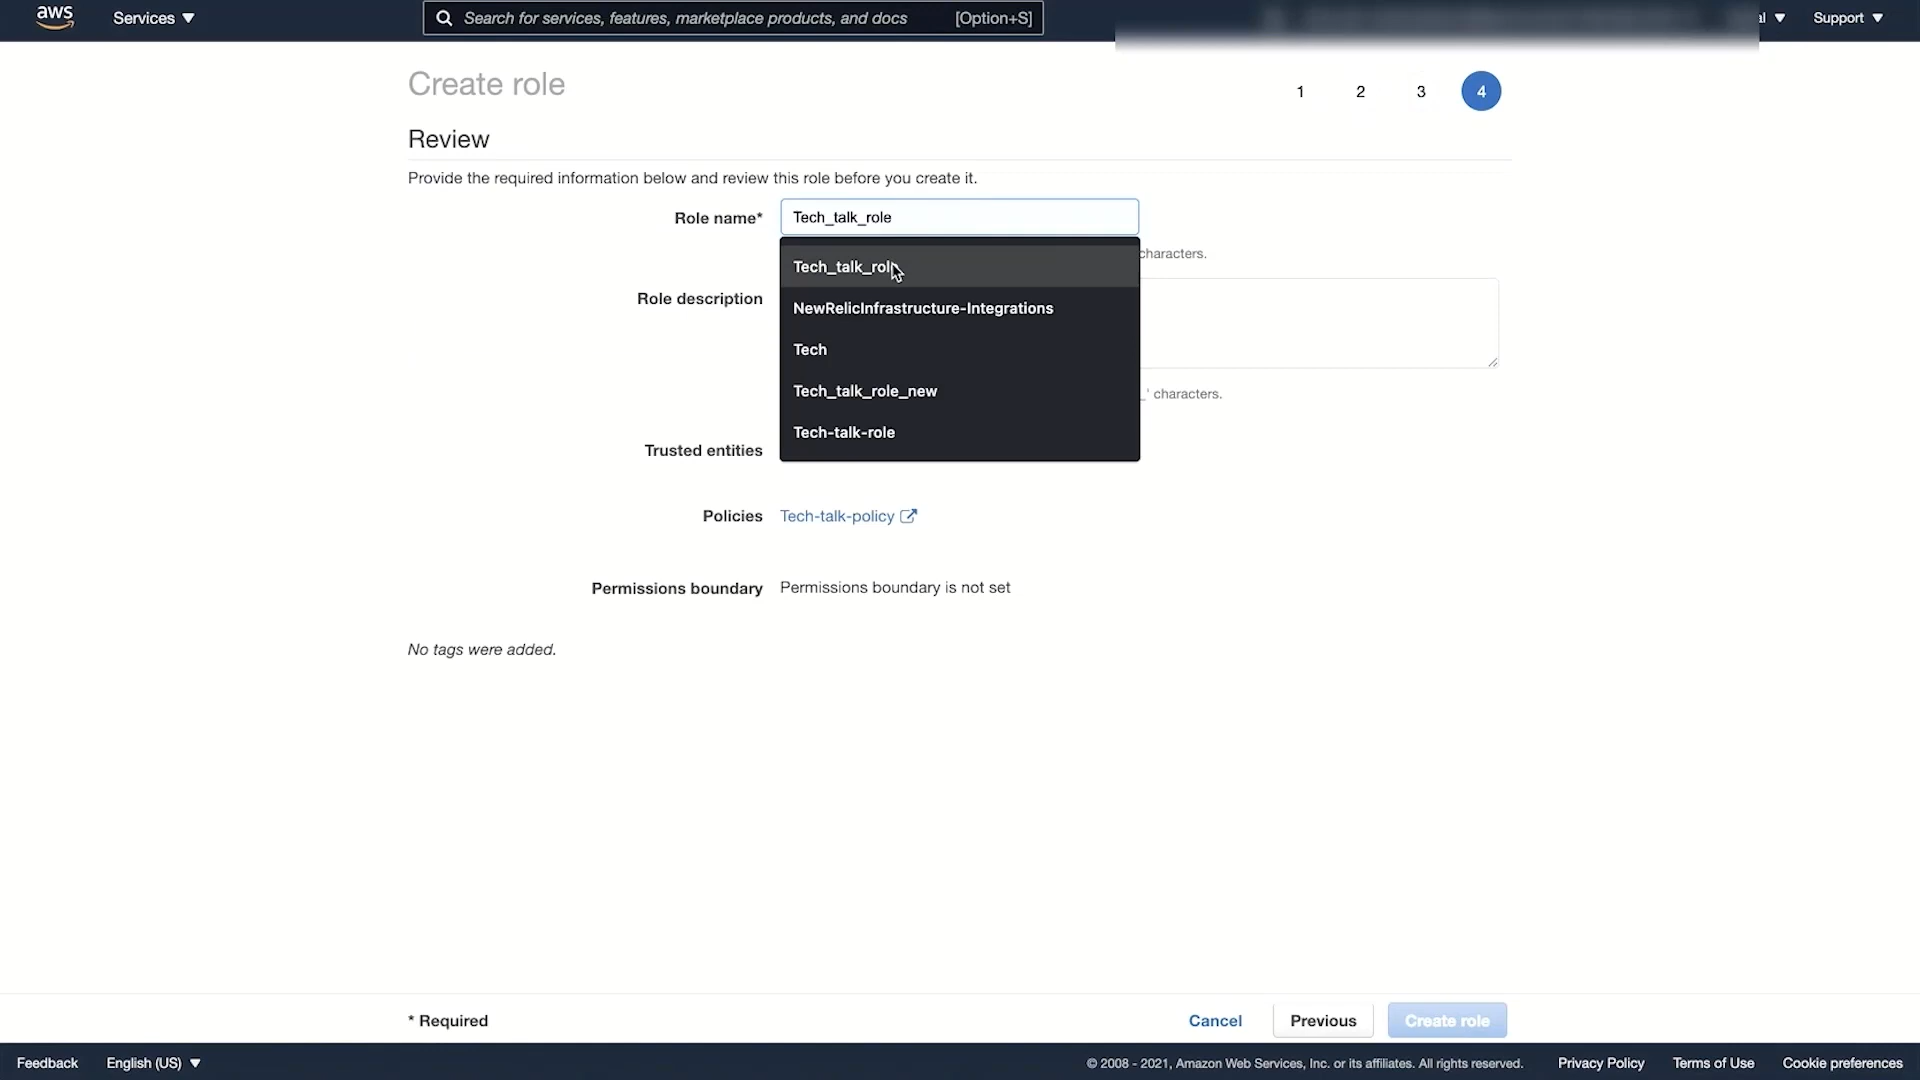 aws Services ▼ Search for services, features, marketplace products, and docs [Option+S] ▼ Support ▼
Create role 1 2 3 4
Review
Provide the required information below and review this role before you create it.
Role name* Tech_talk_role
characters.
Tech_talk_role
Role description
NewRelicInfrastructure-Integrations
Tech
Tech_talk_role_new
_' characters.
Tech-talk-role
Trusted entities
Policies Tech-talk-policy
Permissions boundary Permissions boundary is not set
No tags were added.
* Required Cancel Previous Create role
Feedback English (US) ▼ © 2008 - 2021, Amazon Web Services, Inc. or its affiliates. All rights reserved. Privacy Policy Terms of Use Cookie preferences